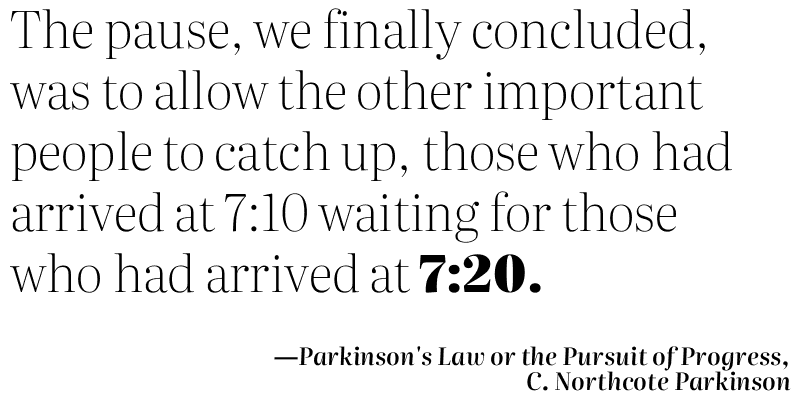 The pause, we finally concluded,
was to allow the other important
people to catch up, those who had
arrived at 7:10 waiting for those
who had arrived at 7:20.
—Parkinson's Law or the Pursuit of Progress,
C. Northcote Parkinson